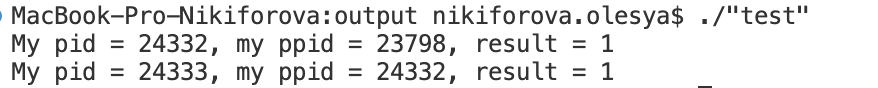 MacBook-Pro-Nikiforova:output nikiforova.olesya$ ./"test"
My pid = 24332, my ppid = 23798, result = 1
My pid = 24333, my ppid = 24332, result = 1